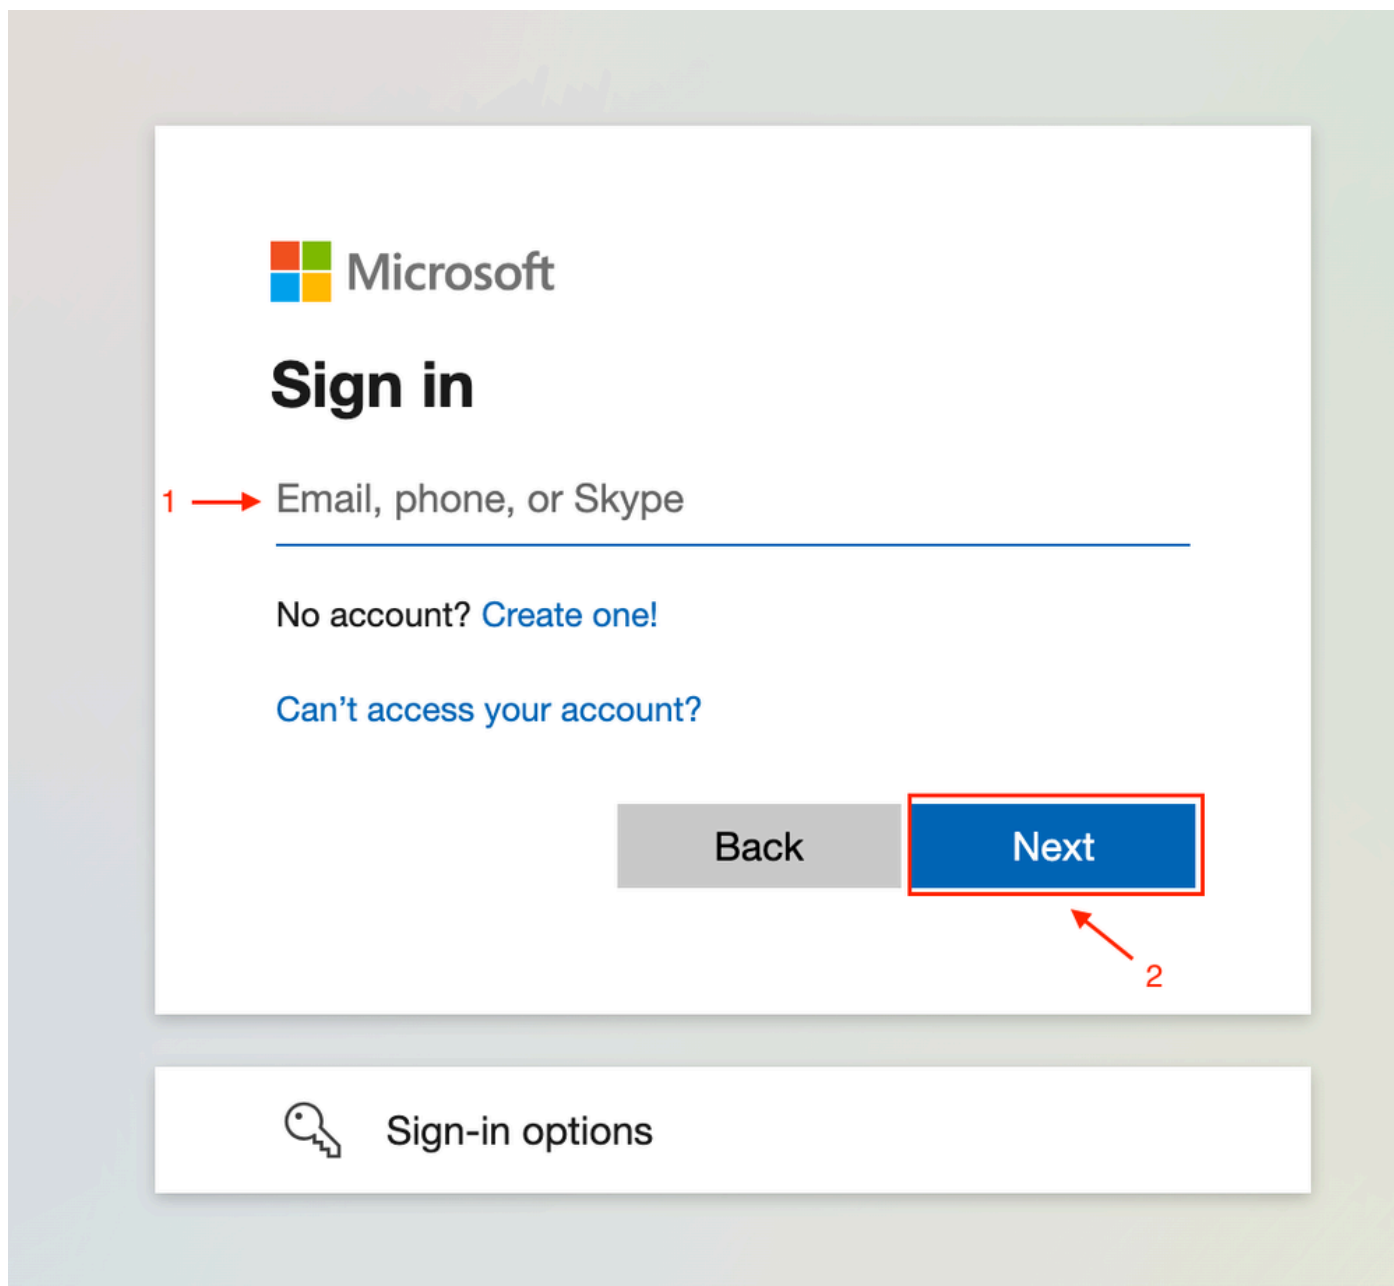 Microsoft
Sign in
1 Email, phone, or Skype
No account? Create one!
Can’t access your account?
Back Next
2
Sign-in options